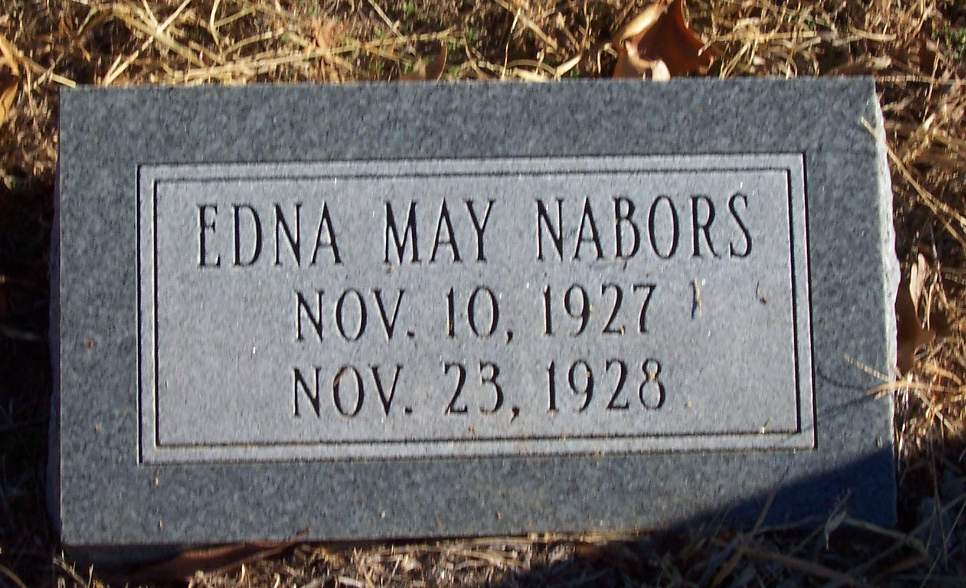 EDNA MAY NABORS
NOV. 10, 1927
NOV. 23, 1928